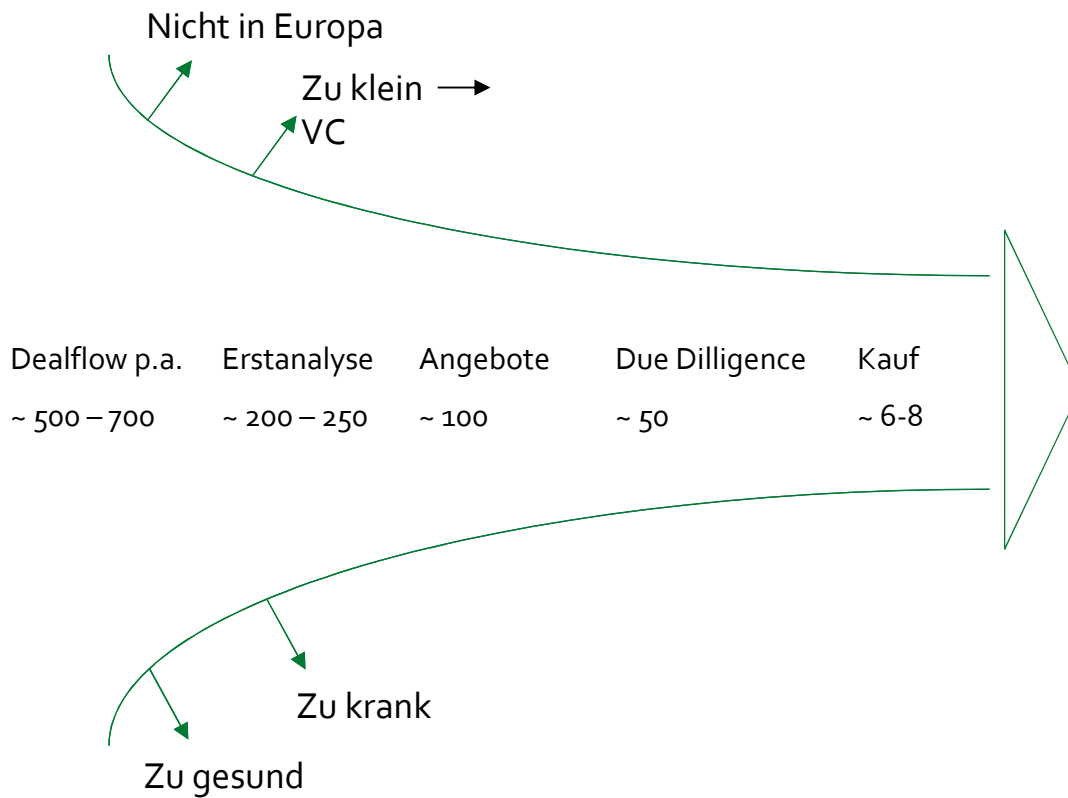 Nicht in Europa
Zu klein
VC
Dealflow p.a. Erstanalyse Angebote Due Dilligence Kauf
~ 500 – 700 ~ 200 – 250 ~ 100 ~ 50 ~ 6-8
Zu krank
Zu gesund